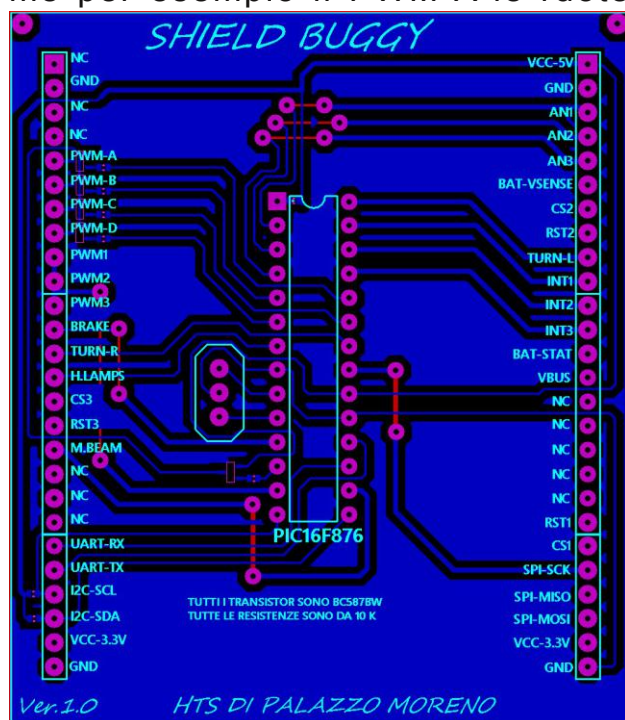 per esempio il
SHIELD BUGGY
NC
GND
NC
NC
PWM-A
PWM-B
PWM-C
PWM-D
PWM1
PWM2
PWM3
BRAKE
TURN-R
H.LAMPS
CS3
RST3
M.BEAM
NC
NC
NC
UART-RX
UART-TX
I2C-SCL
I2C-SDA
VCC-3.3V
GND
VCC-5V
GND
AN1
AN2
AN3
BAT-VSENSE
CS2
RST2
TURN-L
INT1
INT2
INT3
BAT-STAT
VBUS
NC
NC
NC
NC
NC
RST1
CS1
SPI-SCK
SPI-MISO
SPI-MOSI
VCC-3.3V
GND
PIC16F876
TUTTI I TRANSISTOR SONO BC587BW
TUTTE LE RESISTENZE SONO DA 10 K
Ver.1.0
HTS DI PALAZZO MORENO